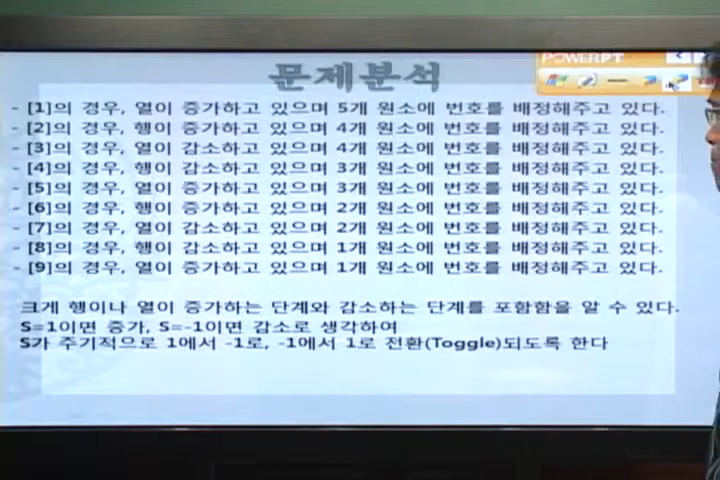 문제분석
POWERPT
- [1]의 경우, 열이 증가하고 있으며 5개 원소에 번호를 배정해주고 있다.
- [2]의 경우, 행이 증가하고 있으며 4개 원소에 번호를 배정해주고 있다.
- [3]의 경우, 열이 감소하고 있으며 4개 원소에 번호를 배정해주고 있다.
- [4]의 경우, 행이 감소하고 있으며 3개 원소에 번호를 배정해주고 있다.
- [5]의 경우, 열이 증가하고 있으며 3개 원소에 번호를 배정해주고 있다.
- [6]의 경우, 행이 증가하고 있으며 2개 원소에 번호를 배정해주고 있다.
- [7]의 경우, 열이 감소하고 있으며 2개 원소에 번호를 배정해주고 있다.
- [8]의 경우, 행이 감소하고 있으며 1개 원소에 번호를 배정해주고 있다.
- [9]의 경우, 열이 증가하고 있으며 1개 원소에 번호를 배정해주고 있다.
크게 행이나 열이 증가하는 단계와 감소하는 단계를 포함함을 알 수 있다.
S=1이면 증가, S=-1이면 감소로 생각하여
S가 주기적으로 1에서 -1로, -1에서 1로 전환(Toggle)되도록 한다